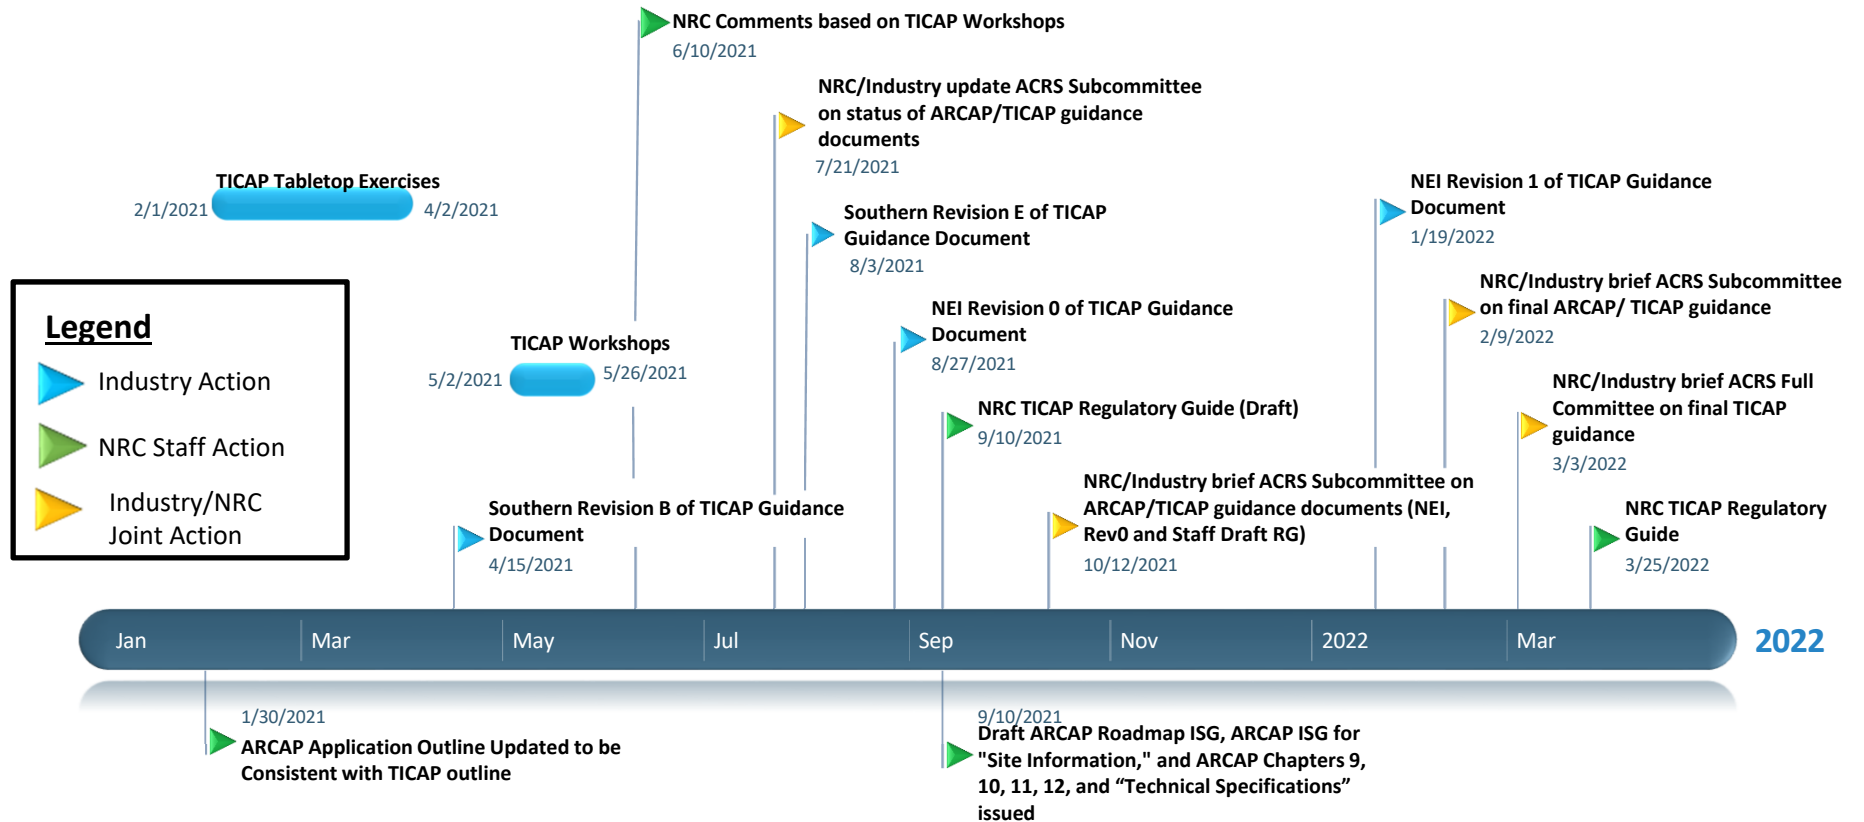 NRC Comments based on TICAP Workshops
6/10/2021
NRC/Industry update ACRS Subcommittee
on status of ARCAP/TICAP guidance
documents
7/21/2021
TICAP Tabletop Exercises
2/1/2021
4/2/2021
Southern Revision E of TICAP
Guidance Document
8/3/2021
NEI Revision 1 of TICAP Guidance
Document
1/19/2022
NRC/Industry brief ACRS Subcommittee
on final ARCAP/ TICAP guidance
2/9/2022
Legend
Industry Action
NRC Staff Action
Industry/NRC
Joint Action
TICAP Workshops
5/2/2021
5/26/2021
NEI Revision 0 of TICAP Guidance
Document
8/27/2021
NRC TICAP Regulatory Guide (Draft)
9/10/2021
NRC/Industry brief ACRS Full
Committee on final TICAP
guidance
3/3/2022
Southern Revision B of TICAP Guidance
Document
4/15/2021
NRC/Industry brief ACRS Subcommittee on
ARCAP/TICAP guidance documents (NEI,
Rev0 and Staff Draft RG)
10/12/2021
NRC TICAP Regulatory
Guide
3/25/2022
Jan
Mar
May
Jul
Sep
Nov
2022
Mar
2022
1/30/2021
ARCAP Application Outline Updated to be
Consistent with TICAP outline
9/10/2021
Draft ARCAP Roadmap ISG, ARCAP ISG for
"Site Information," and ARCAP Chapters 9,
10, 11, 12, and “Technical Specifications”
issued